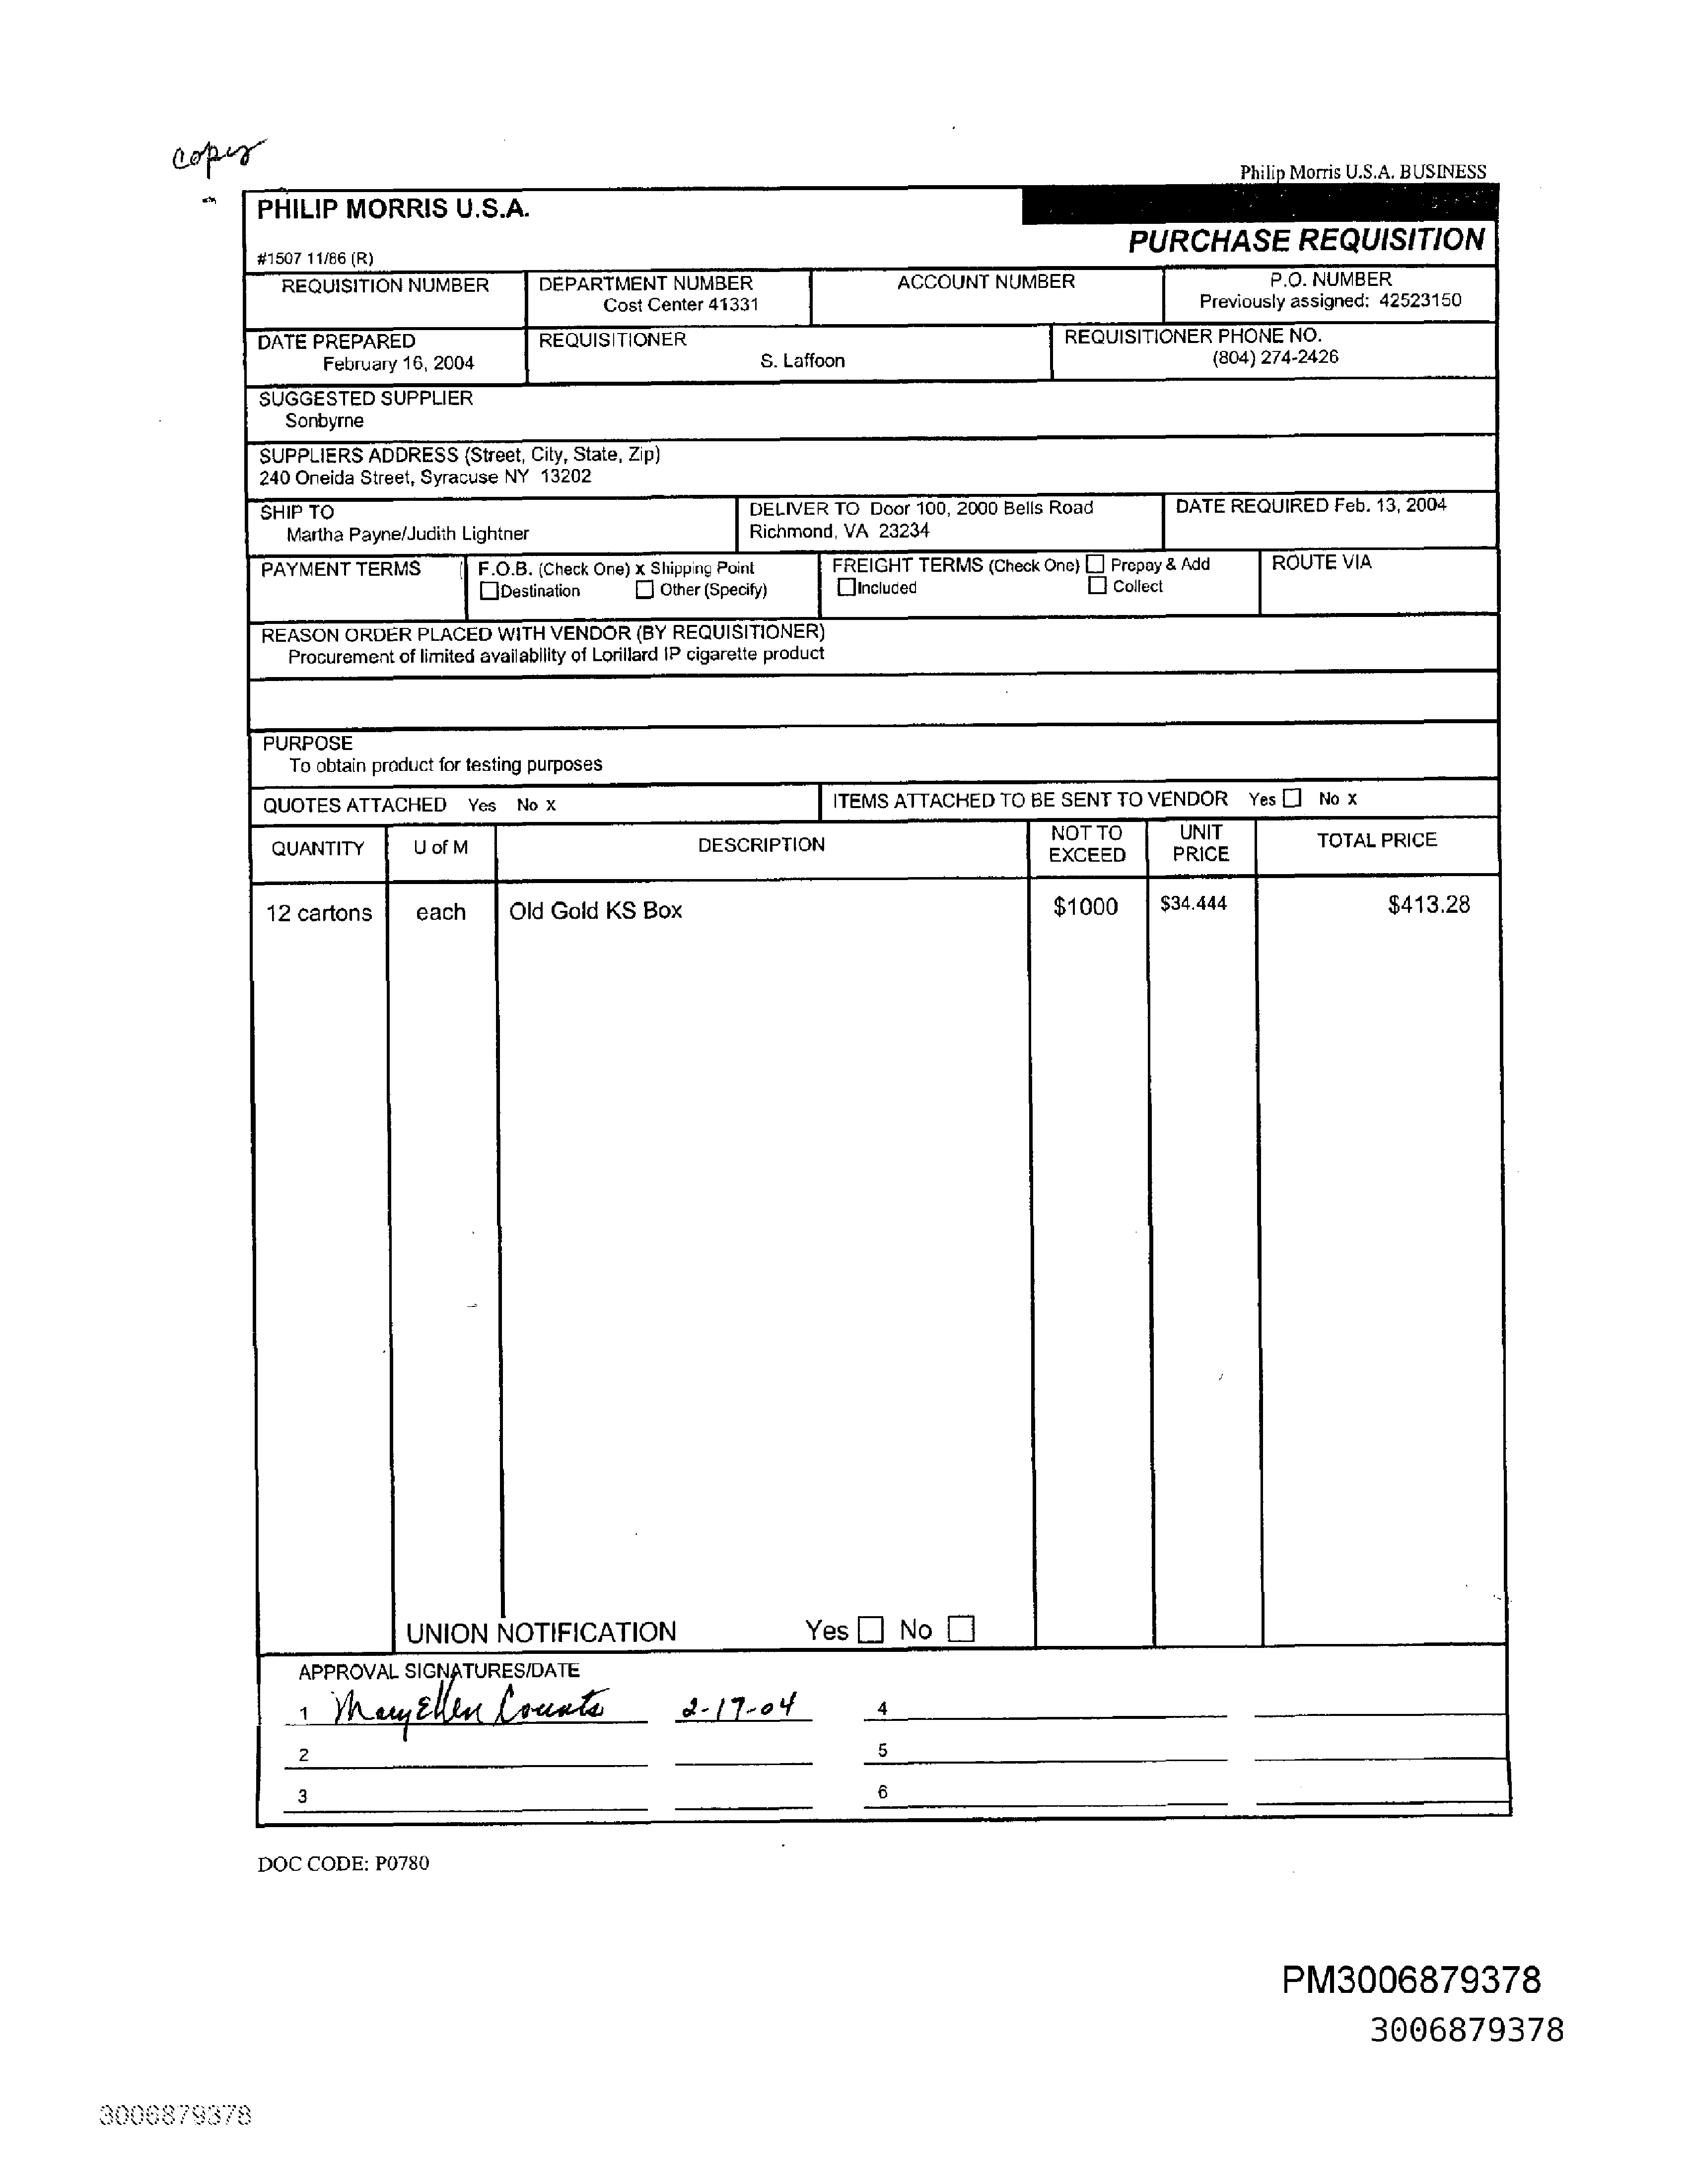 copy
Philip Morris U.S.A. BUSINESS
PHILIP MORRIS U.S.A.
PURCHASE REQUISITION
#1507 11/86 (R)
REQUISITION NUMBER DEPARTMENT NUMBER ACCOUNT NUMBER P.O. NUMBER
Cost Center 41331 Previously assigned: 42523150
DATE PREPARED REQUISITIONER REQUISITIONER PHONE NO.
February 16, 2004 S. Laffoon (804) 274-2426
SUGGESTED SUPPLIER
Sonbyrne
SUPPLIERS ADDRESS (Street, City, State, Zip)
240 Oneida Street, Syracuse NY 13202
SHIP TO DELIVER TO Door 100, 2000 Bells Road DATE REQUIRED Feb. 13, 2004
Martha Payne/Judith Lightner Richmond, VA 23234
PAYMENT TERMS F.O.B. (Check One) x Shipping Point FREIGHT TERMS (Check One) ☐ Prepay & Add ROUTE VIA
☐ Destination ☐ Other (Specify) ☐ Included ☐ Collect
REASON ORDER PLACED WITH VENDOR (BY REQUISITIONER)
Procurement of limited availability of Lorillard IP cigarette product
PURPOSE
To obtain product for testing purposes
QUOTES ATTACHED Yes No x ITEMS ATTACHED TO BE SENT TO VENDOR Yes ☐ No x
QUANTITY U of M DESCRIPTION NOT TO EXCEED UNIT PRICE TOTAL PRICE
12 cartons each Old Gold KS Box $1000 $34.444 $413.28
UNION NOTIFICATION Yes ☐ No ☐
APPROVAL SIGNATURES/DATE
1 MaryEllen Counts 2-17-04 4
2 5
3 6
DOC CODE: P0780
PM3006879378
3006879378
3006879378